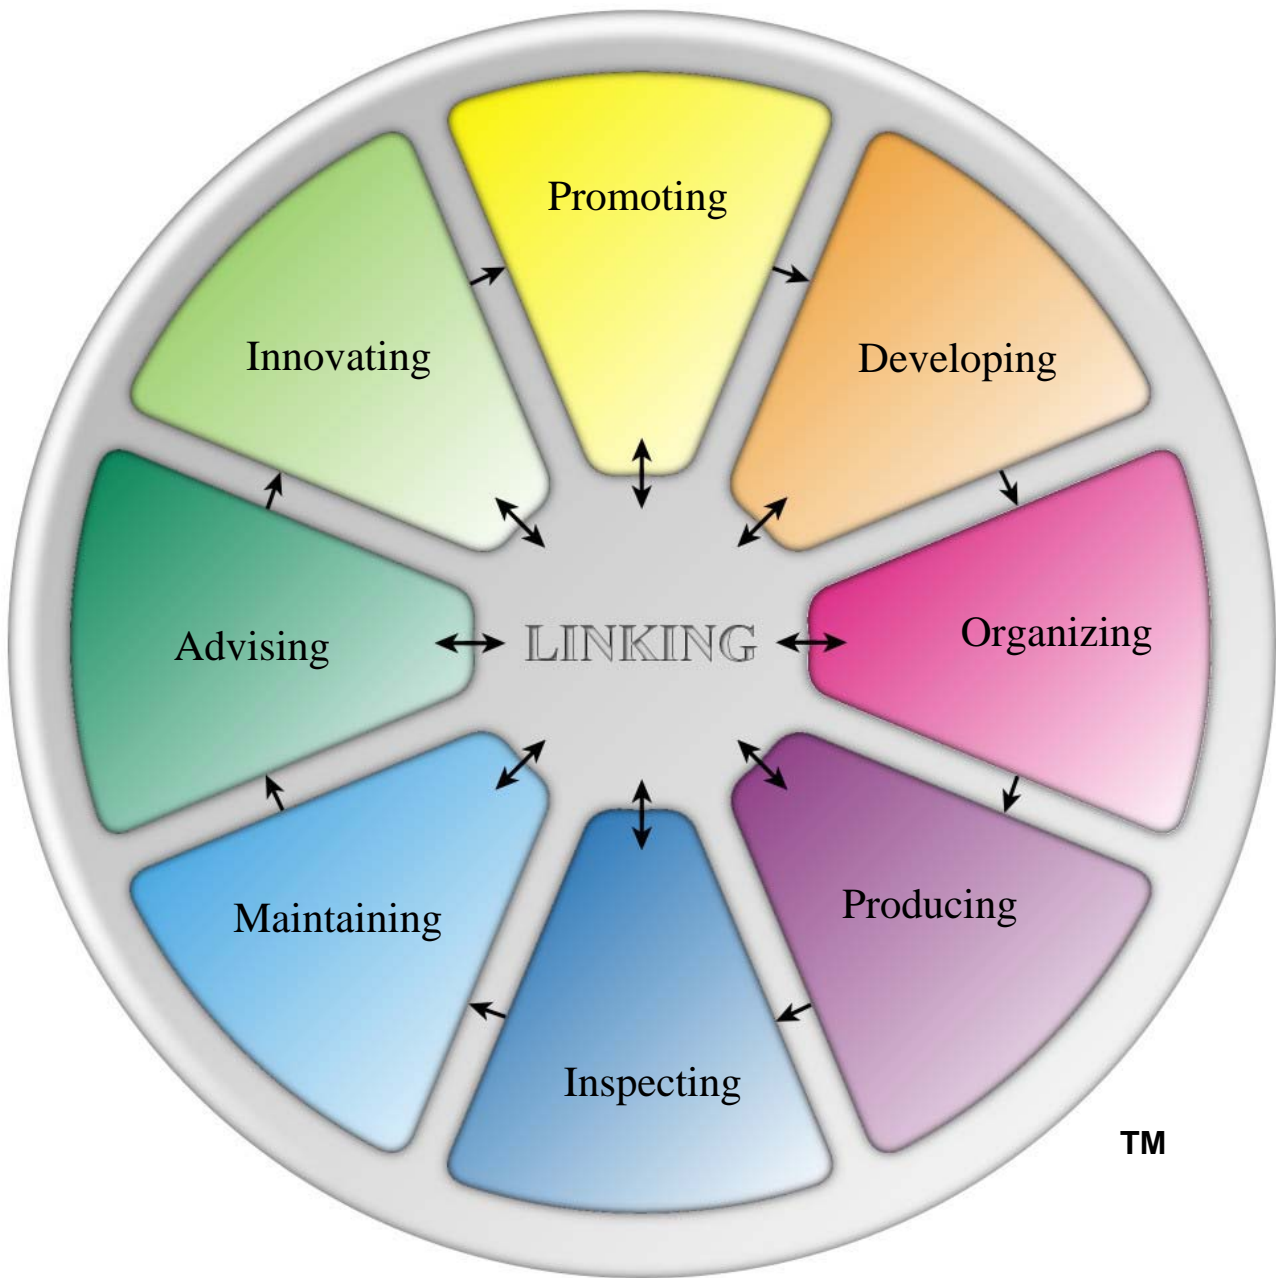 Promoting
Innovating
Developing
Advising
LINKING
Organizing
Maintaining
Producing
Inspecting
TM